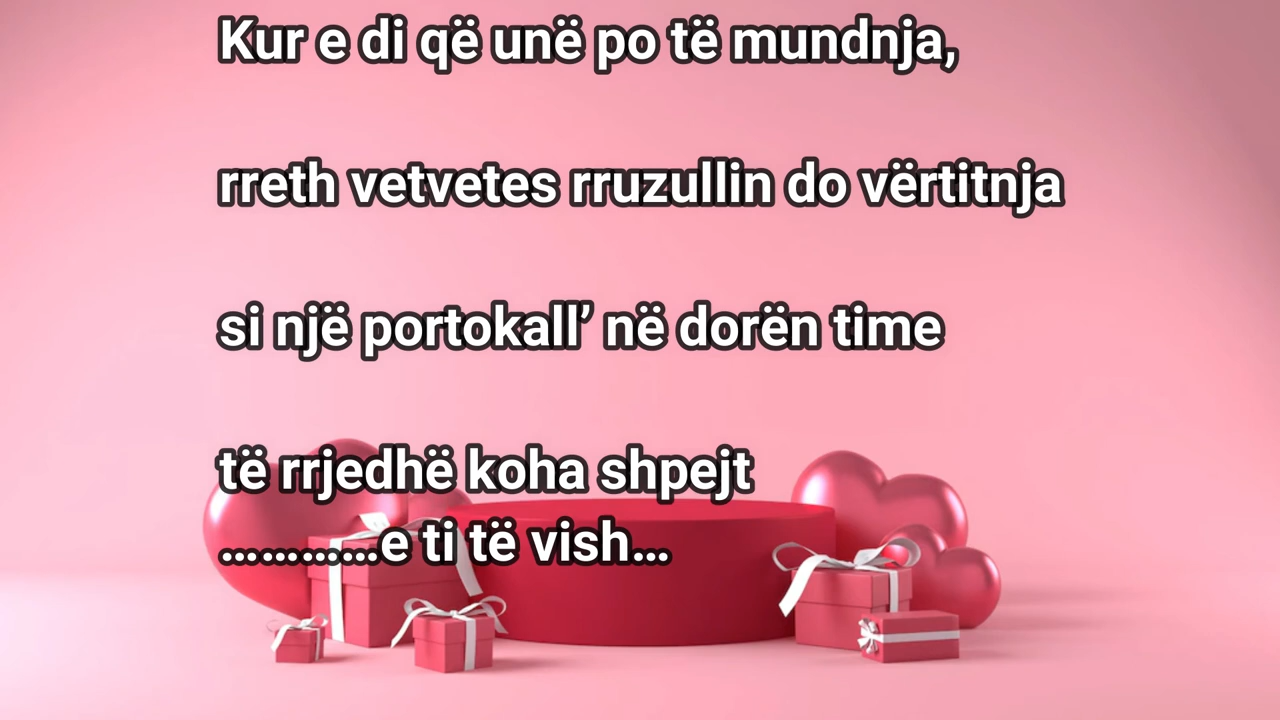 Kur e di që unë po të mundnja,
rreth vetvetes rruzullin do vërtitnja
si një portokall’ në dorën time
të rrjedhë koha shpejt
…………e ti të vish…